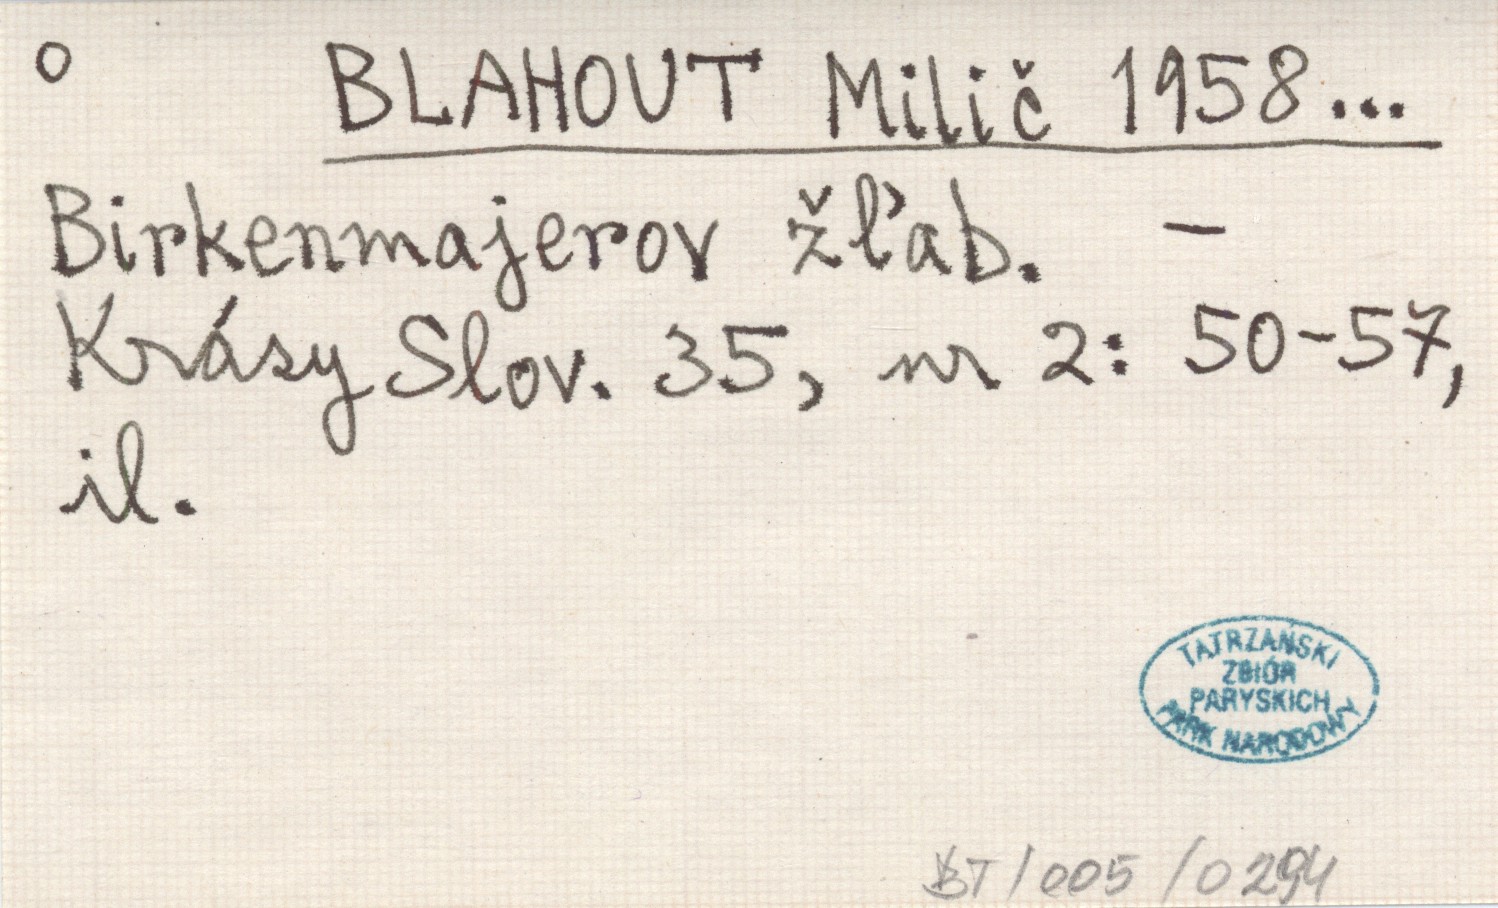 o BLAHOUT Milič 1958...
Birkenmajerov žľab. –
Krásy Slov. 35, nr 2: 50-57,
il.
TATRZAŃSKI
ZBIÓR
PARYSKICH
PARK NARODOWY
BT/005/0294